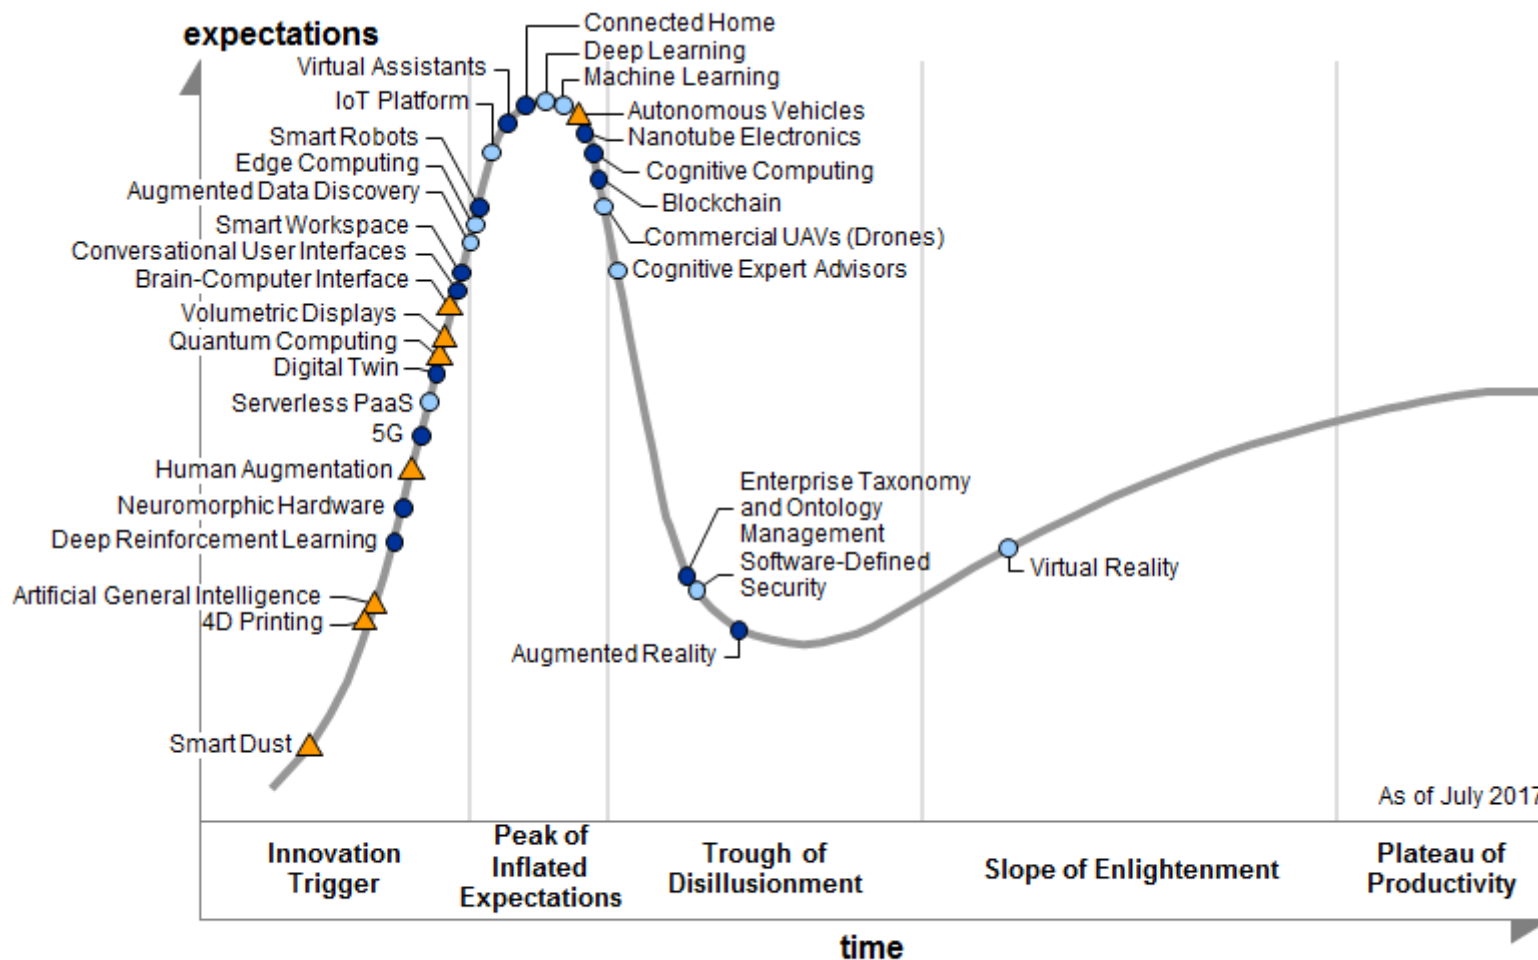 expectations
Connected Home
Deep Learning
Virtual Assistants
Machine Learning
IoT Platform
Autonomous Vehicles
Smart Robots
Nanotube Electronics
Edge Computing
Cognitive Computing
Augmented Data Discovery
Blockchain
Smart Workspace
Commercial UAVs (Drones)
Conversational User Interfaces
Cognitive Expert Advisors
Brain-Computer Interface
Volumetric Displays
Quantum Computing
Digital Twin
Serverless PaaS
5G
Human Augmentation
Neuromorphic Hardware
Deep Reinforcement Learning
Artificial General Intelligence
4D Printing
Smart Dust
Enterprise Taxonomy
and Ontology
Management
Software-Defined
Security
Augmented Reality
Virtual Reality
As of July 2017
Innovation
Trigger
Peak of
Inflated
Expectations
Trough of
Disillusionment
Slope of Enlightenment
Plateau of
Productivity
time